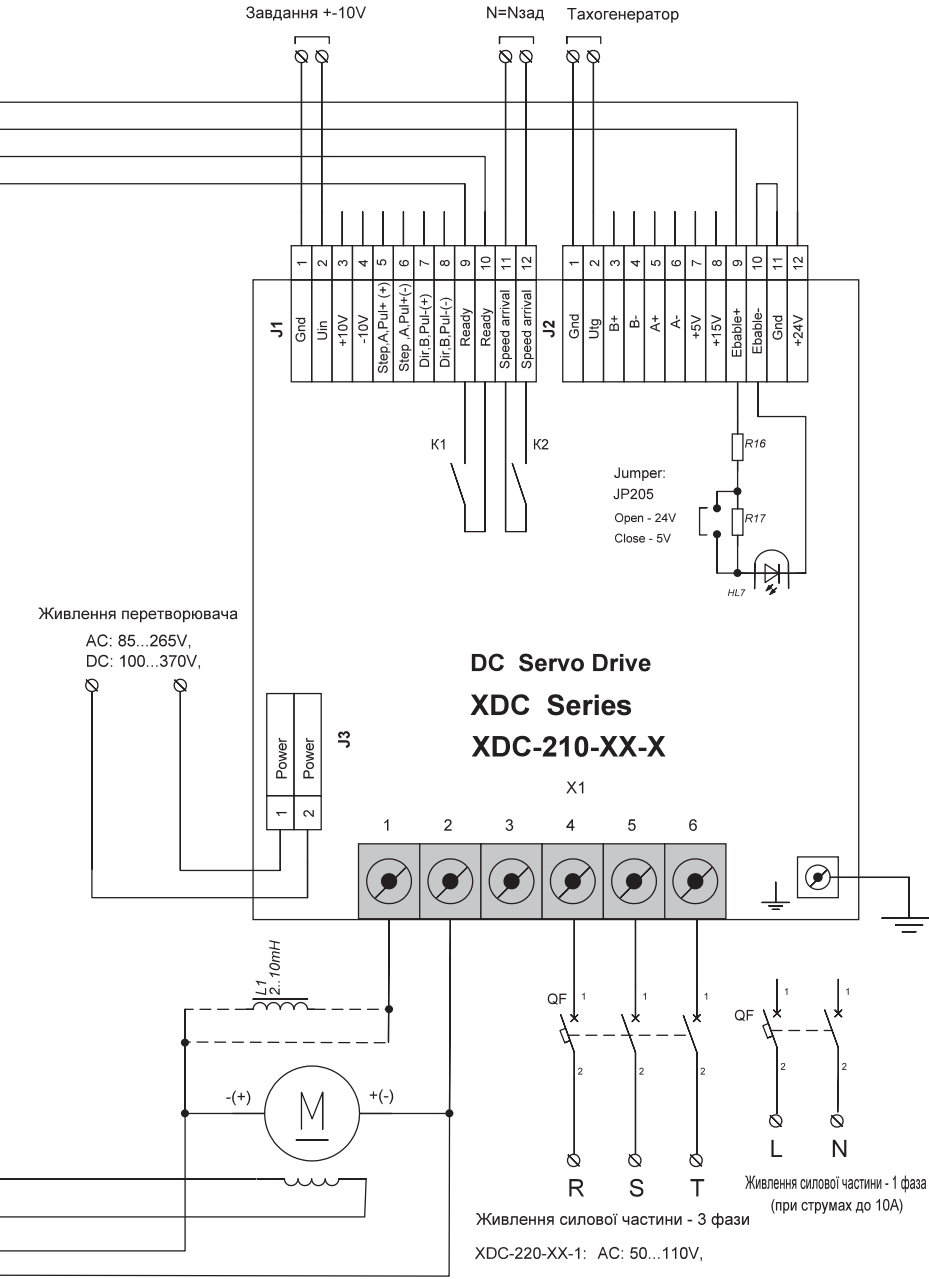 Завдання +-10V
N=Nзад
Тахогенератор
1 2 3 4 5 6 7 8 9 10 11 12
1 2 3 4 5 6 7 8 9 10 11 12
J1
Gnd
Uin
+10V
-10V
Step,A,Pul+ (+)
Step ,A,Pul+(-)
Dir,B,Pul-(+)
Dir,B,Pul-(-)
Ready
Ready
Speed arrival
Speed arrival
J2
Gnd
Utg
B+
B-
A+
A-
+5V
+15V
Ebable+
Ebable-
Gnd
+24V
K1
K2
R16
Jumper:
JP205
Open - 24V
Close - 5V
R17
HL7
Живлення перетворювача
AC: 85...265V,
DC: 100...370V,
DC Servo Drive
XDC Series
XDC-210-XX-X
J3
Power
Power
1
2
X1
1 2 3 4 5 6
L1
2..10mH
QF
1
1
1
2
2
2
QF
1
1
2
2
-(+)
M
+(-)
R
S
T
L
N
Живлення силової частини - 1 фаза
(при струмах до 10А)
Живлення силової частини - 3 фази
XDC-220-XX-1: AC: 50...110V,